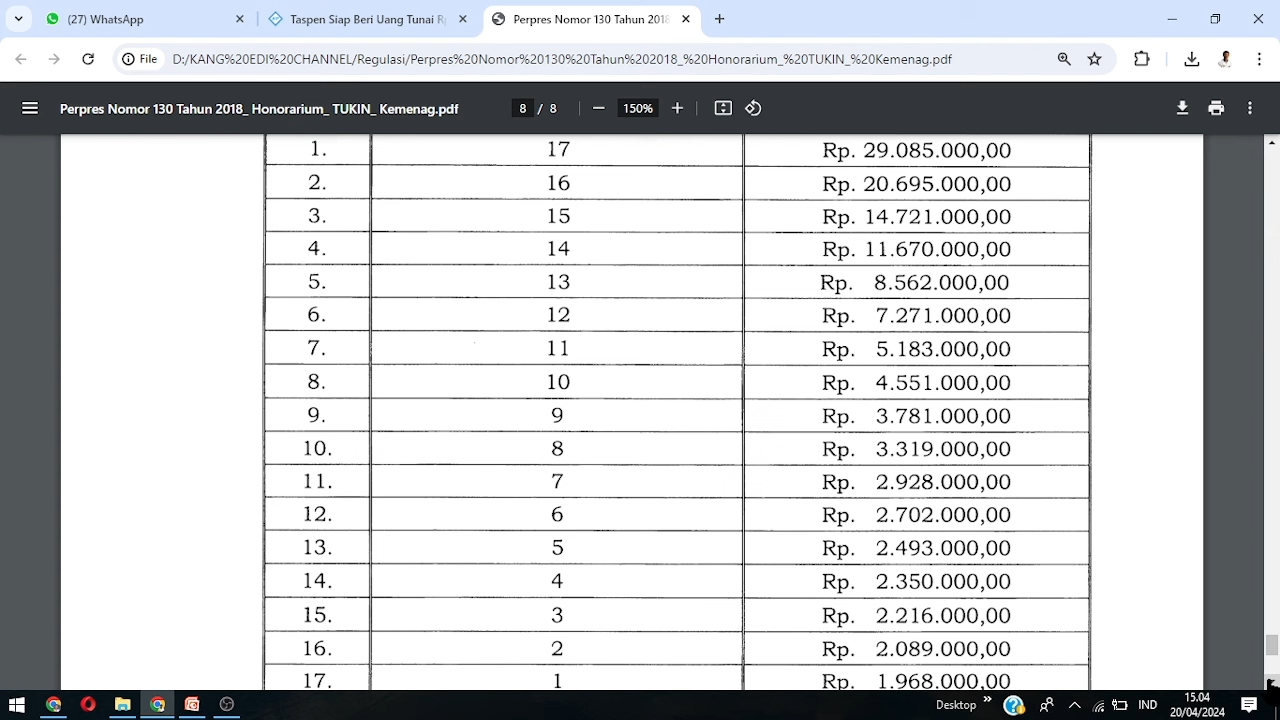 (27) WhatsApp
Taspen Siap Beri Uang Tunai R
Perpres Nomor 130 Tahun 2018
File
D:/KANG%20EDI%20CHANNEL/Regulasi/Perpres%20Nomor%20130%20Tahun%202018_%20Honorarium_%20TUKIN_%20Kemenag.pdf
Perpres Nomor 130 Tahun 2018_ Honorarium_ TUKIN_ Kemenag.pdf
8 / 8
150%
1. 17 Rp. 29.085.000,00
2. 16 Rp. 20.695.000,00
3. 15 Rp. 14.721.000,00
4. 14 Rp. 11.670.000,00
5. 13 Rp. 8.562.000,00
6. 12 Rp. 7.271.000,00
7. 11 Rp. 5.183.000,00
8. 10 Rp. 4.551.000,00
9. 9 Rp. 3.781.000,00
10. 8 Rp. 3.319.000,00
11. 7 Rp. 2.928.000,00
12. 6 Rp. 2.702.000,00
13. 5 Rp. 2.493.000,00
14. 4 Rp. 2.350.000,00
15. 3 Rp. 2.216.000,00
16. 2 Rp. 2.089.000,00
17. 1 Rp. 1.968.000,00
Desktop
IND
15.04
20/04/2024